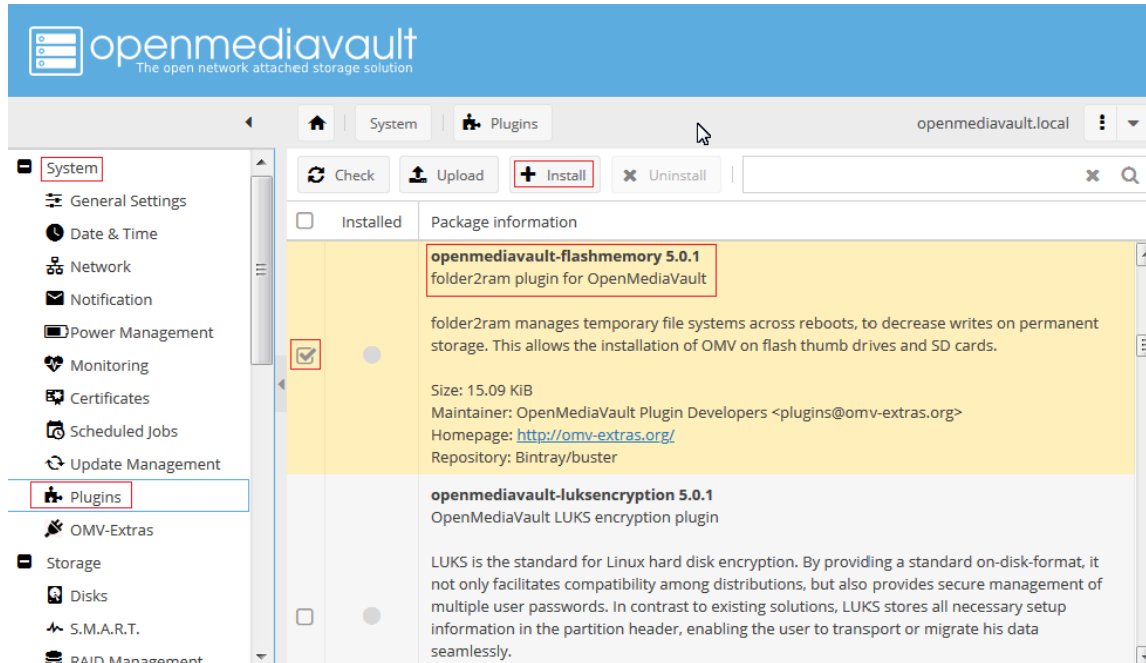 openmediavault
The open network attached storage solution
System
Plugins
openmediavault.local
System
General Settings
Date & Time
Network
Notification
Power Management
Monitoring
Certificates
Scheduled Jobs
Update Management
Plugins
OMV-Extras
Storage
Disks
S.M.A.R.T.
RAID Management
Check
Upload
Install
Uninstall
Installed
Package information
openmediavault-flashmemory 5.0.1
folder2ram plugin for OpenMediaVault
folder2ram manages temporary file systems across reboots, to decrease writes on permanent
storage. This allows the installation of OMV on flash thumb drives and SD cards.
Size: 15.09 KiB
Maintainer: OpenMediaVault Plugin Developers <plugins@omv-extras.org>
Homepage: http://omv-extras.org/
Repository: Bintray/buster
openmediavault-luksencryption 5.0.1
OpenMediaVault LUKS encryption plugin
LUKS is the standard for Linux hard disk encryption. By providing a standard on-disk-format, it
not only facilitates compatibility among distributions, but also provides secure management of
multiple user passwords. In contrast to existing solutions, LUKS stores all necessary setup
information in the partition header, enabling the user to transport or migrate his data
seamlessly.